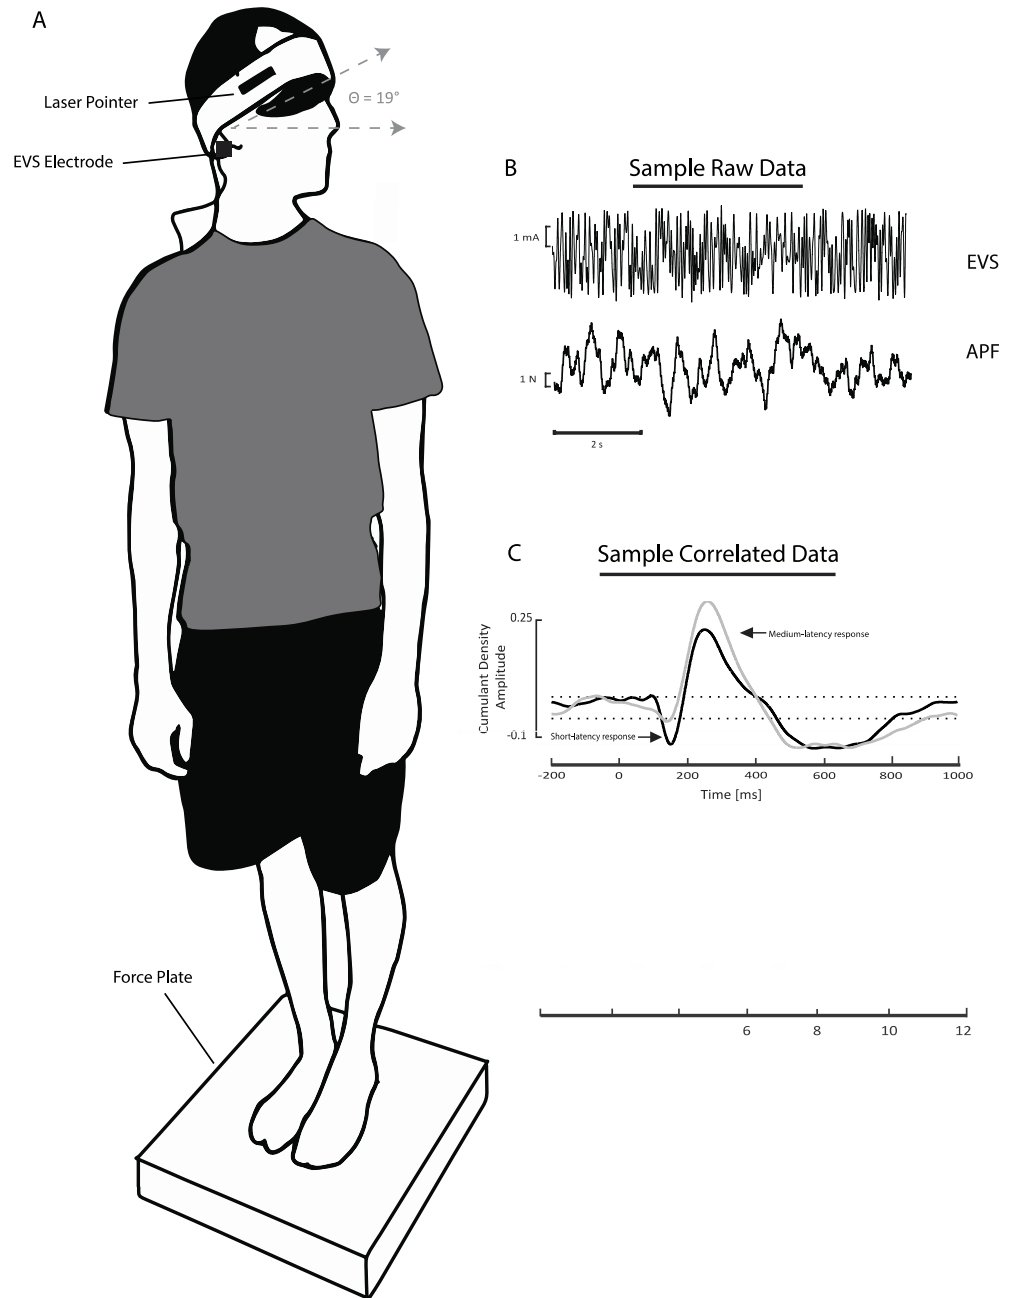 A
Laser Pointer
Θ = 19°
EVS Electrode
B
Sample Raw Data
1 mA
EVS
APF
1 N
2 s
C
Sample Correlated Data
0.25
Cumulant Density
Amplitude
Medium-latency response
-0.1
Short-latency response
-200 0 200 400 600 800 1000
Time [ms]
Force Plate
6 8 10 12